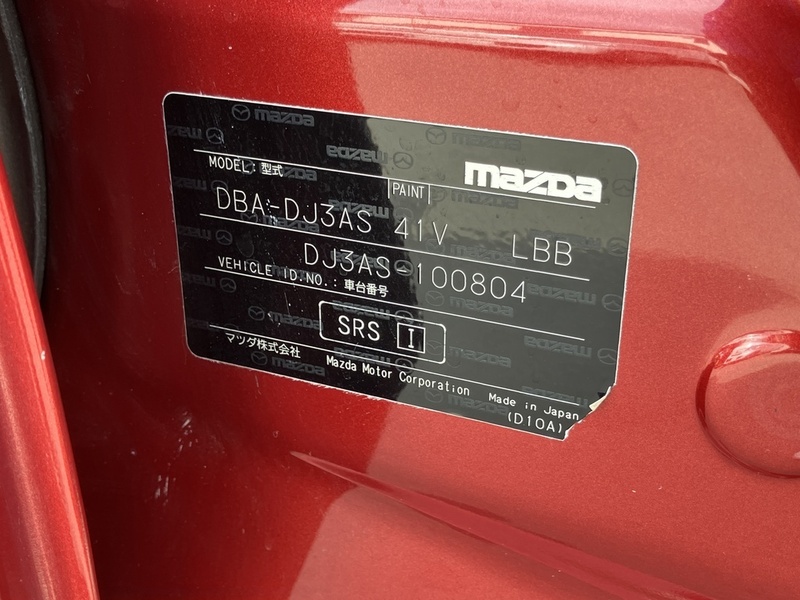 mazda
MODEL: 型式
PAINT
DBA-DJ3AS 41V LBB
DJ3AS-100804
VEHICLE ID.NO.: 車台番号
SRS I
マツダ株式会社 Mazda Motor Corporation Made in Japan
(D10A)